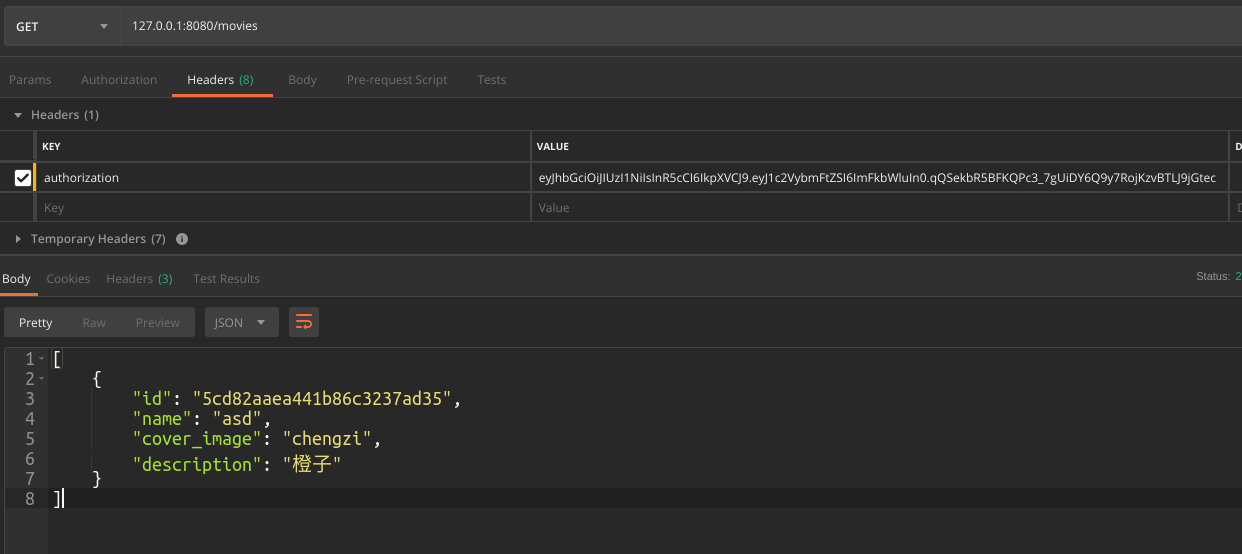 GET 127.0.0.1:8080/movies
Params Authorization Headers (8) Body Pre-request Script Tests
Headers (1)
KEY VALUE D
authorization eyJhbGciOiJIUzI1NiIsInR5cCI6IkpXVCJ9.eyJ1c2VybmFtZSI6ImFkbWluIn0.qQSekbR5BFKQPc3_7gUiDY6Q9y7RojKzvBTLJ9jGtec
Key Value D
Temporary Headers (7)
Body Cookies Headers (3) Test Results Status: 2
Pretty Raw Preview JSON
1 [
2 {
3 "id": "5cd82aaea441b86c3237ad35",
4 "name": "asd",
5 "cover_image": "chengzi",
6 "description": "橙子"
7 }
8 ]